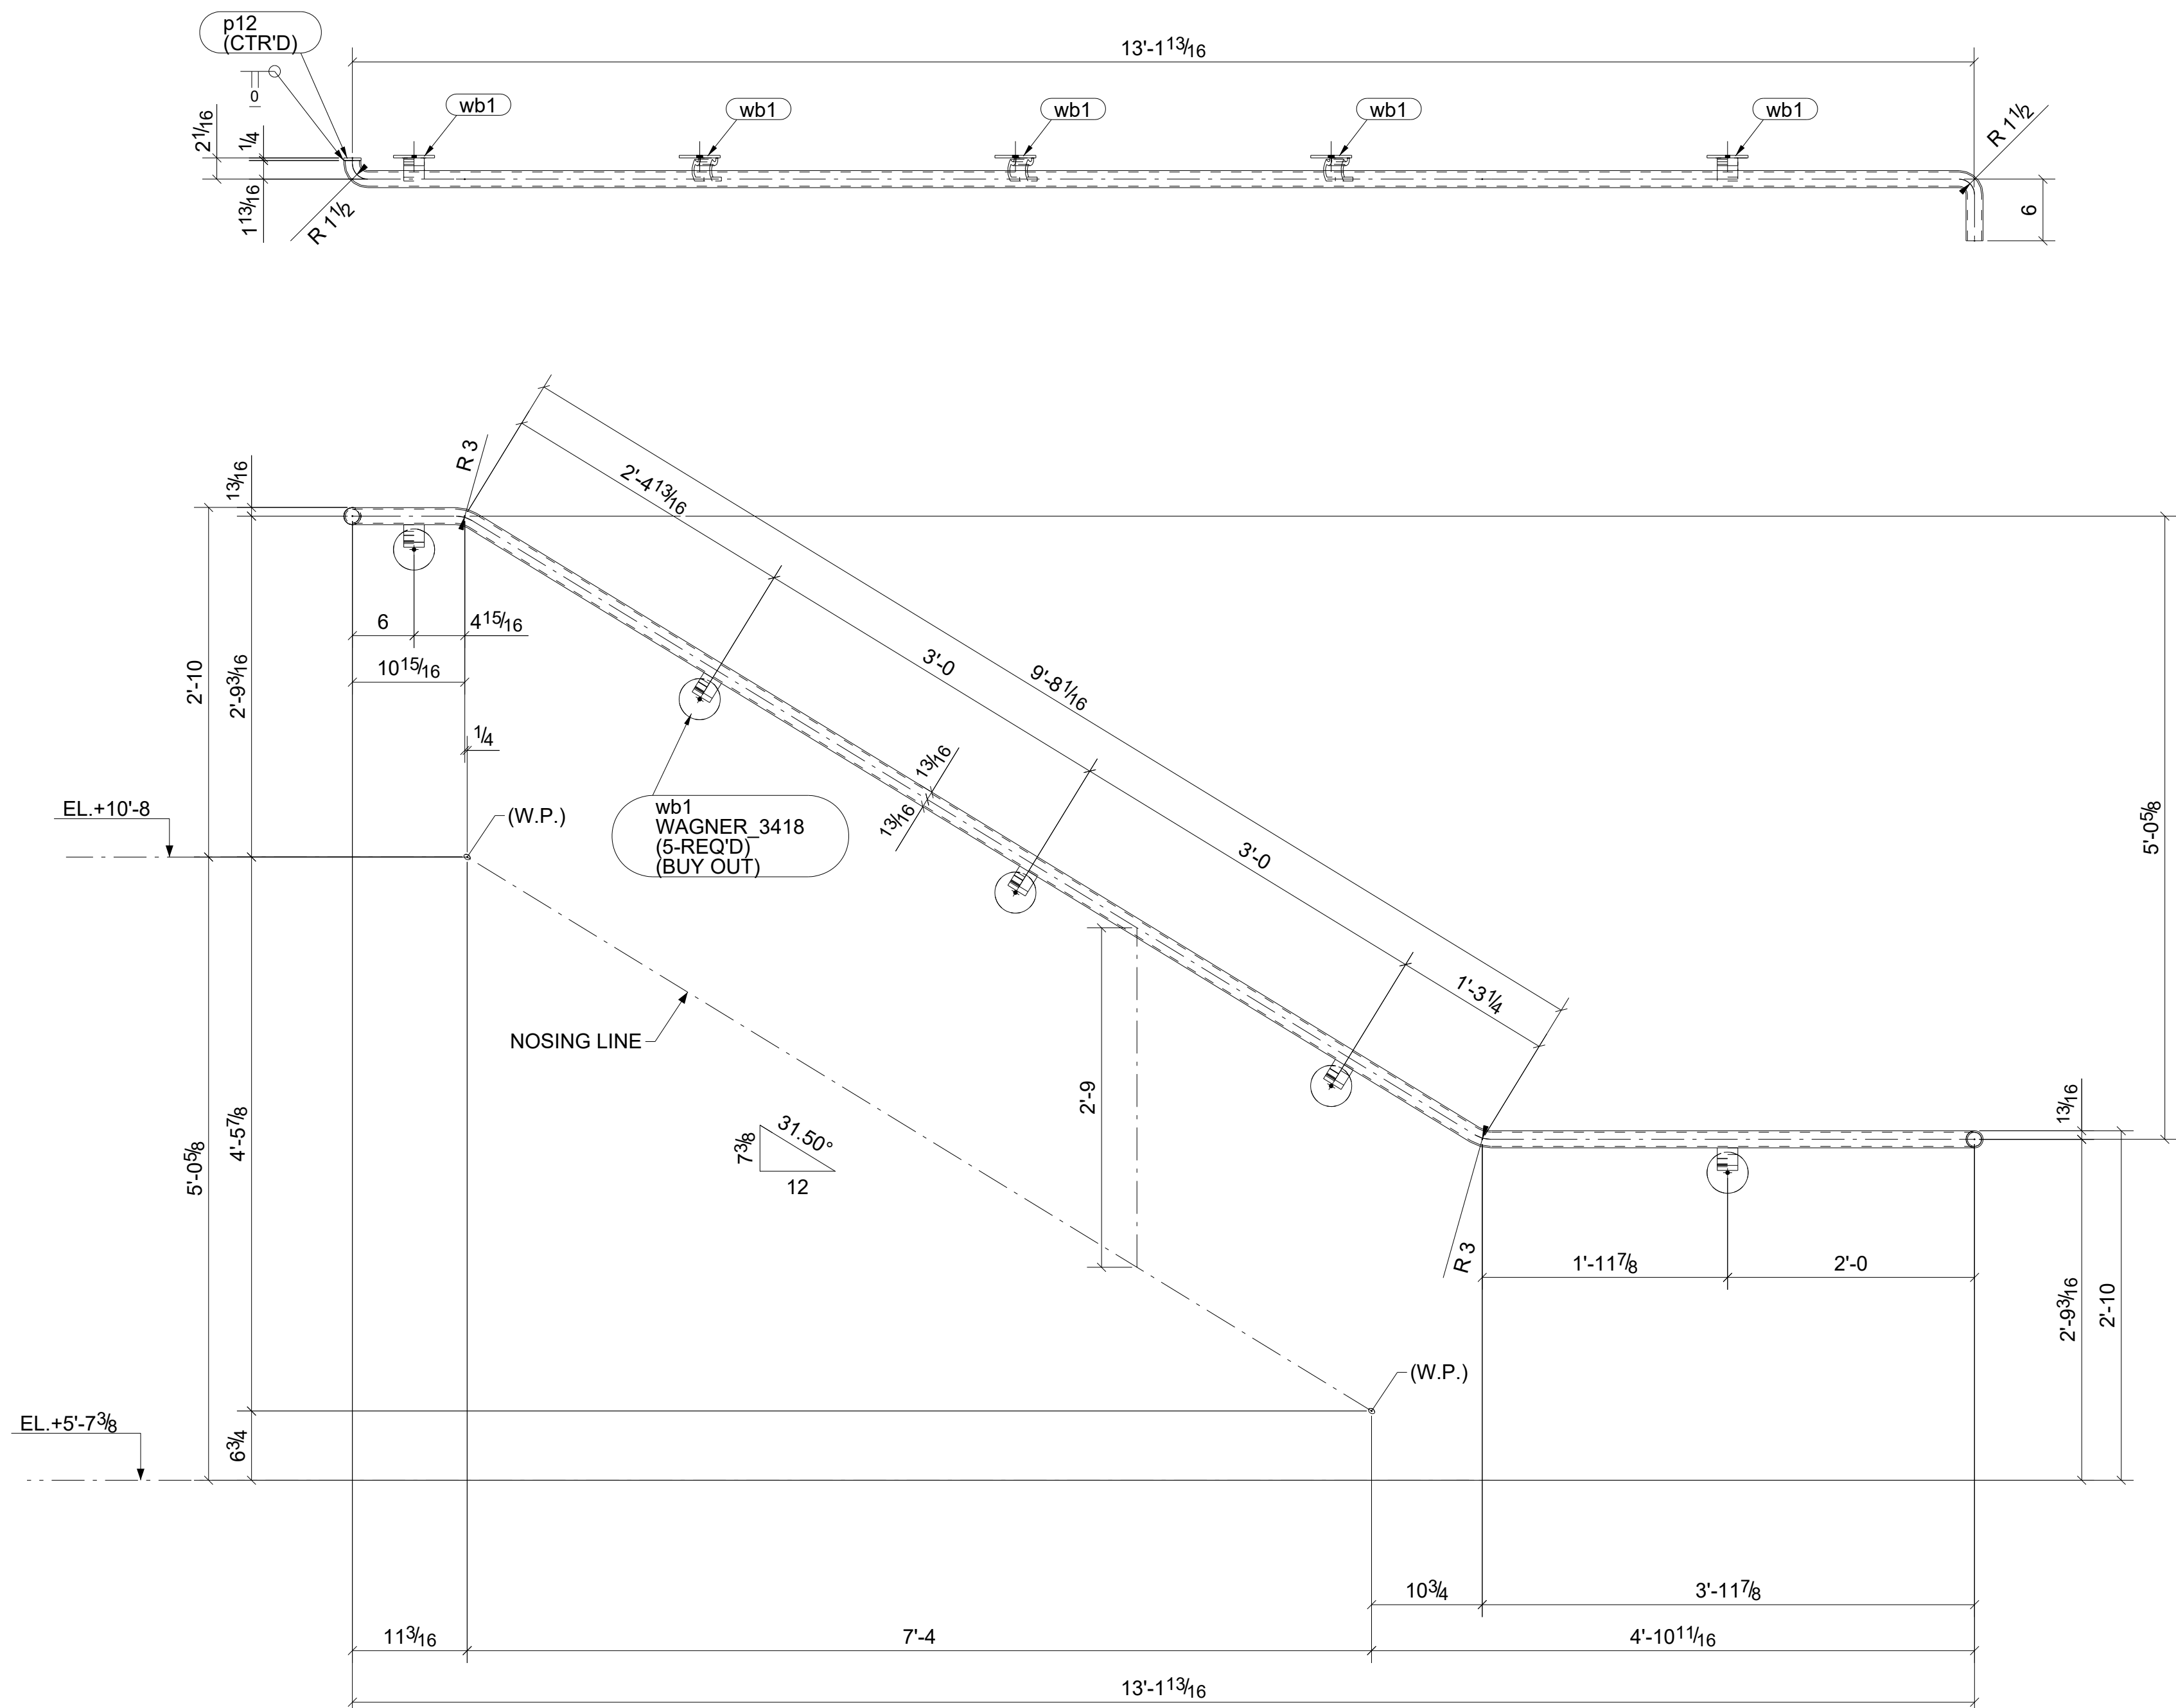 p12
(CTR'D)
13'-1 13/16
0
wb1
wb1
wb1
wb1
wb1
R 1 1/2
2 1/16
1/4
1 13/16
R 1 1/2
6
R 3
13/16
2'-4 13/16
3'-0
9'-8 1/16
6
4 15/16
10 15/16
2'-10
2'-9 3/16
1/4
13/16
13/16
EL.+10'-8
(W.P.)
wb1
WAGNER_3418
(5-REQ'D)
(BUY OUT)
3'-0
5'-0 5/8
1'-3 1/4
NOSING LINE
2'-9
31.50°
7 3/8
12
4'-5 7/8
5'-0 5/8
13/16
R 3
1'-11 7/8
2'-0
2'-9 3/16
2'-10
(W.P.)
EL.+5'-7 3/8
6 3/4
10 3/4
3'-11 7/8
11 3/16
7'-4
4'-10 11/16
13'-1 13/16